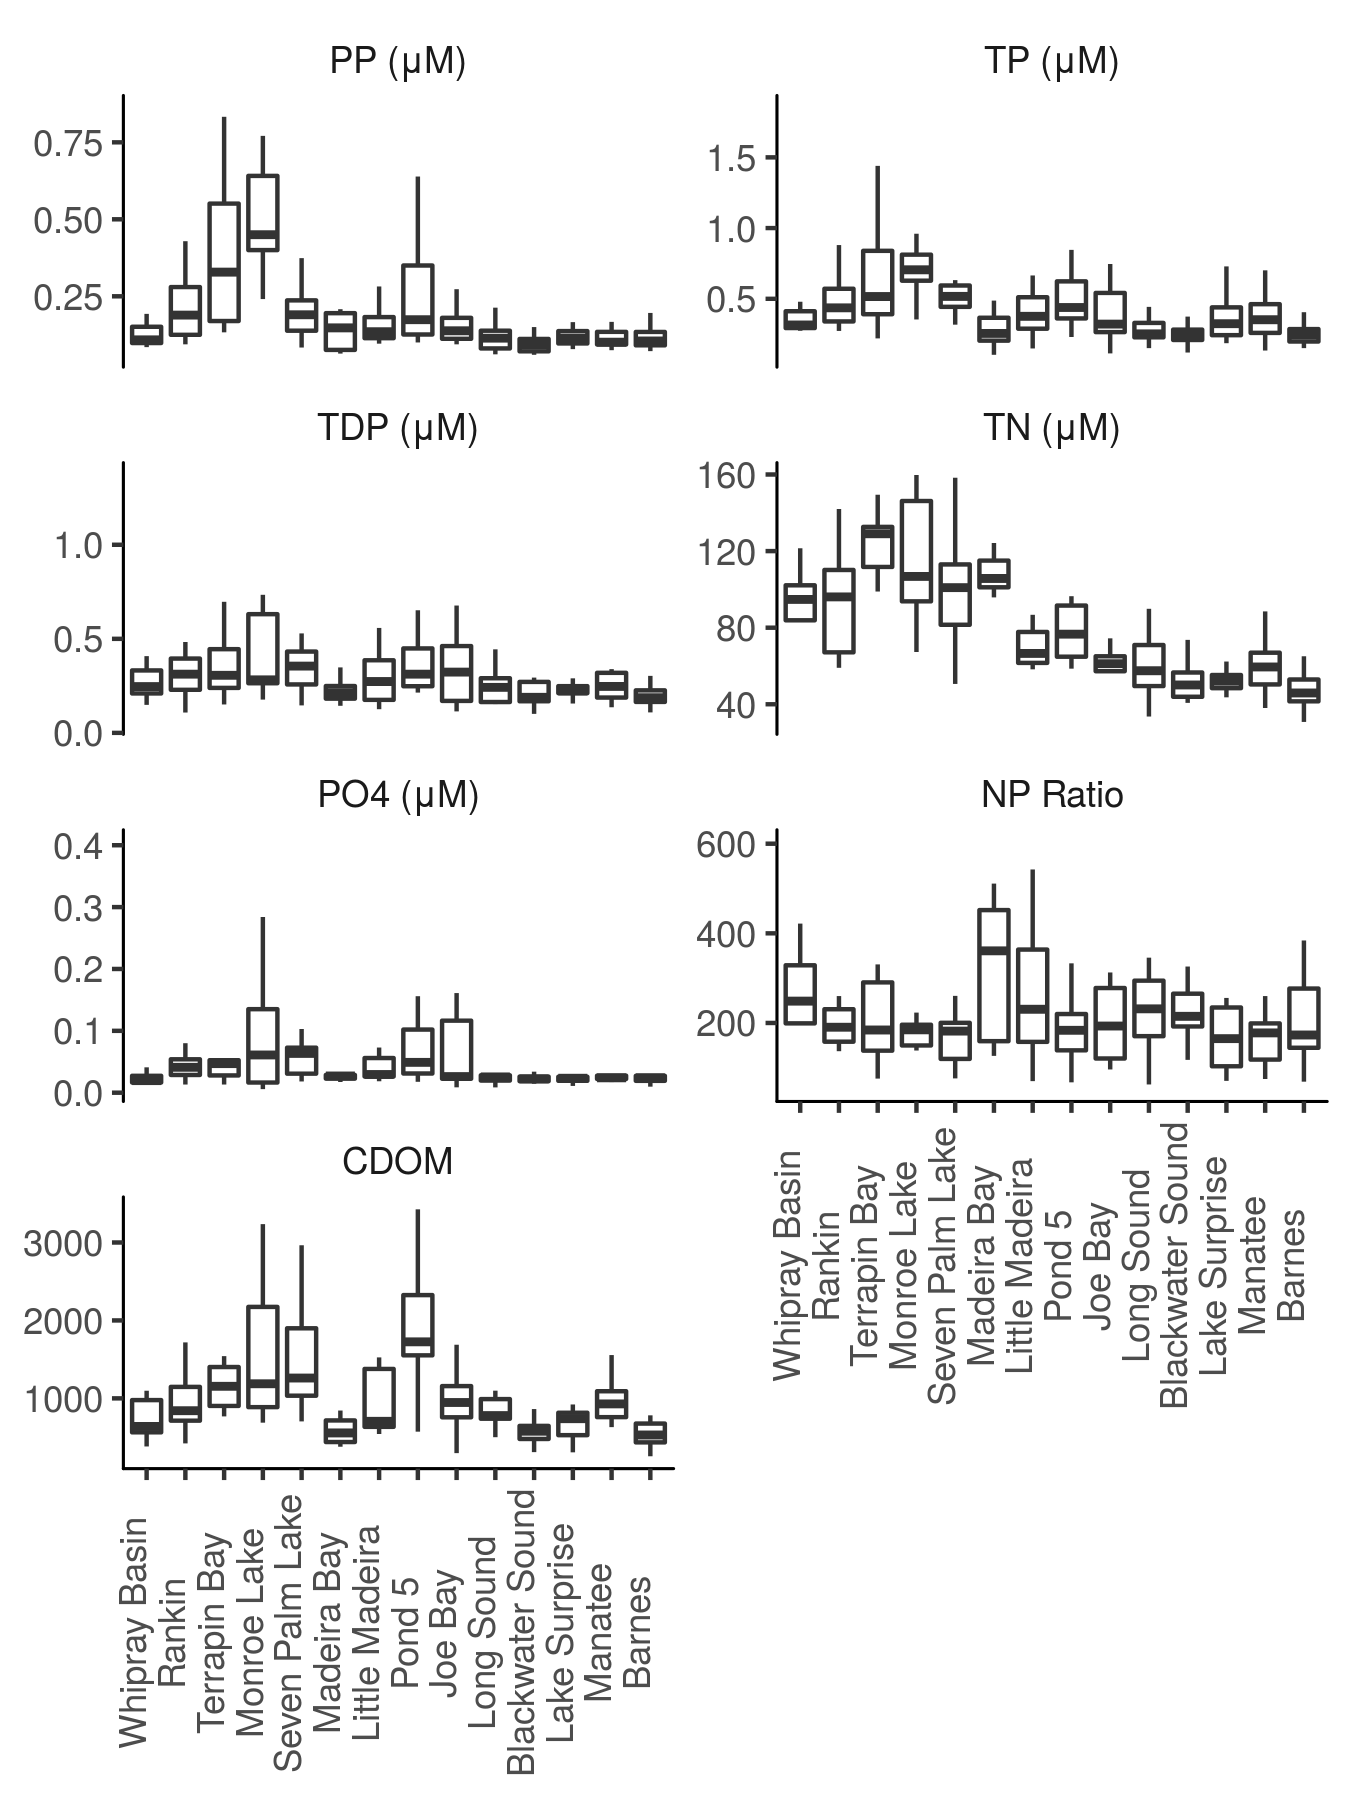 PP (µM)
0.75
0.50
0.25
TP (µM)
1.5
1.0
0.5
TDP (µM)
1.0
0.5
0.0
TN (µM)
160
120
80
40
PO4 (µM)
0.4
0.3
0.2
0.1
0.0
NP Ratio
600
400
200
Whipray Basin
Rankin
Terrapin Bay
Monroe Lake
Seven Palm Lake
Madeira Bay
Little Madeira
Pond 5
Joe Bay
Long Sound
Blackwater Sound
Lake Surprise
Manatee
Barnes
CDOM
3000
2000
1000
Whipray Basin
Rankin
Terrapin Bay
Monroe Lake
Seven Palm Lake
Madeira Bay
Little Madeira
Pond 5
Joe Bay
Long Sound
Blackwater Sound
Lake Surprise
Manatee
Barnes